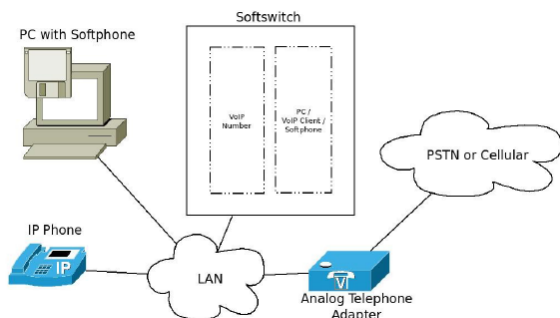 Softswitch
PC with Softphone
VoIP
Number
PC /
VoIP Client /
Softphone
PSTN or Cellular
IP Phone
IP
LAN
VI
Analog Telephone
Adapter